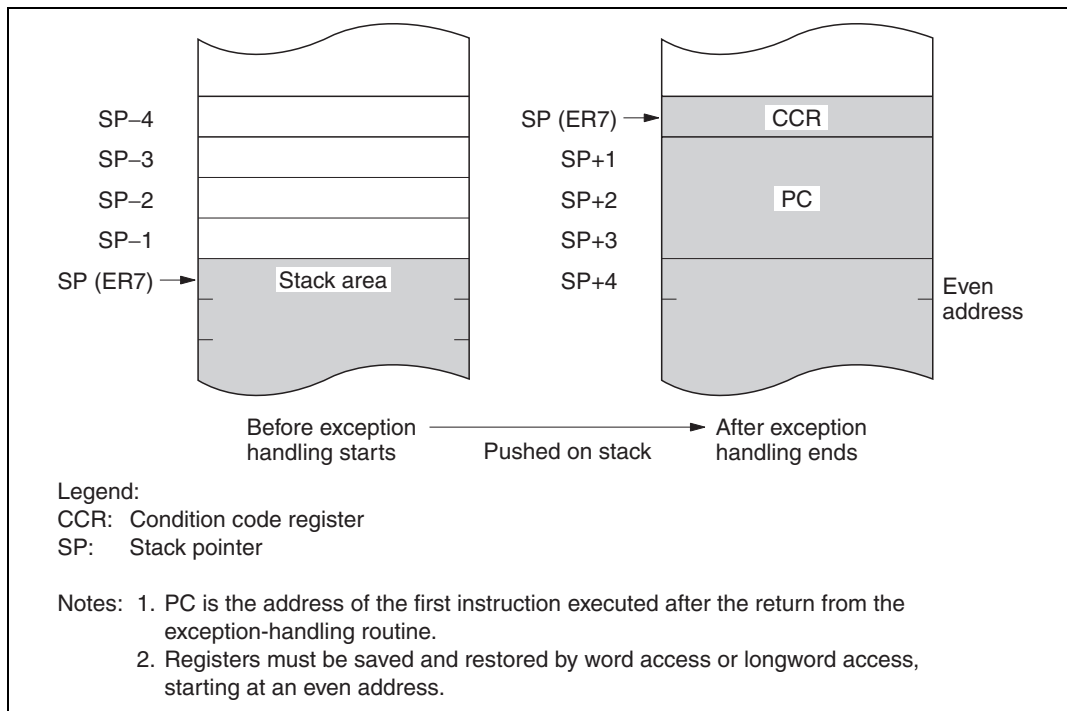 SP–4
SP–3
SP–2
SP–1
SP (ER7)
Stack area
SP (ER7)
CCR
SP+1
SP+2
PC
SP+3
SP+4
Even
address
Before exception
handling starts
Pushed on stack
After exception
handling ends
Legend:
CCR: Condition code register
SP: Stack pointer
Notes: 1. PC is the address of the first instruction executed after the return from the
exception-handling routine.
2. Registers must be saved and restored by word access or longword access,
starting at an even address.